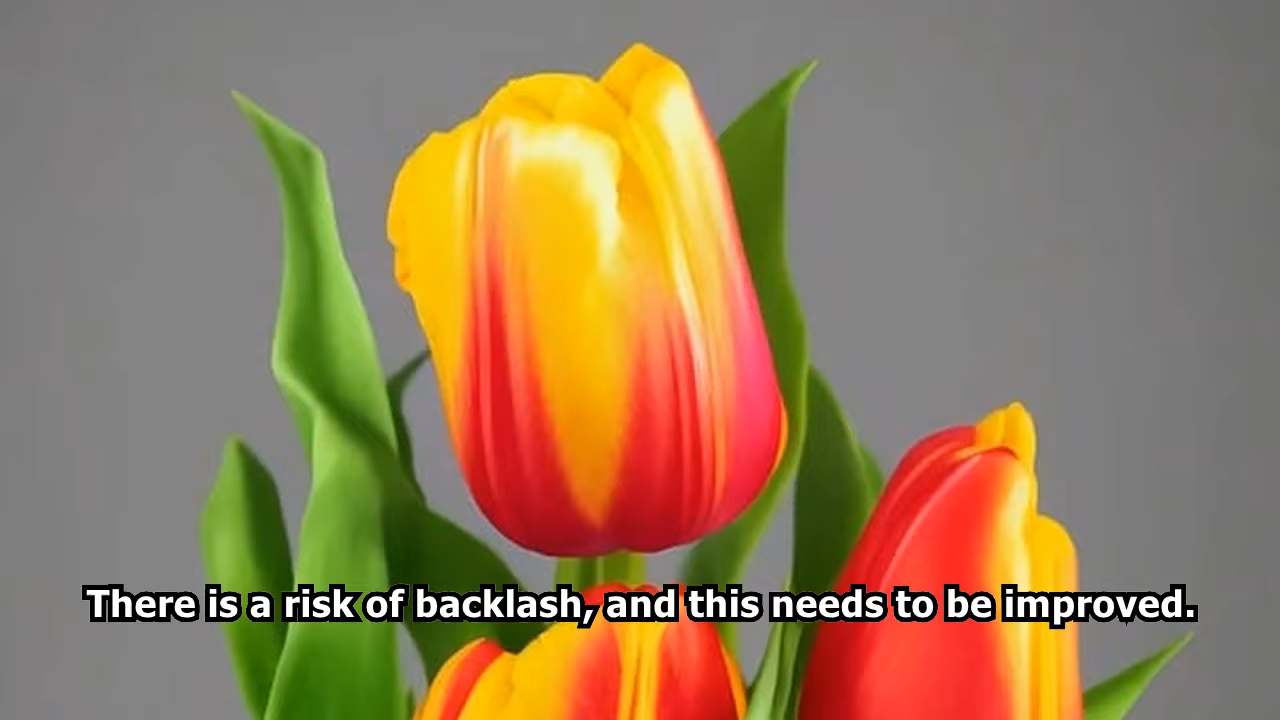 There is a risk of backlash, and this needs to be improved.